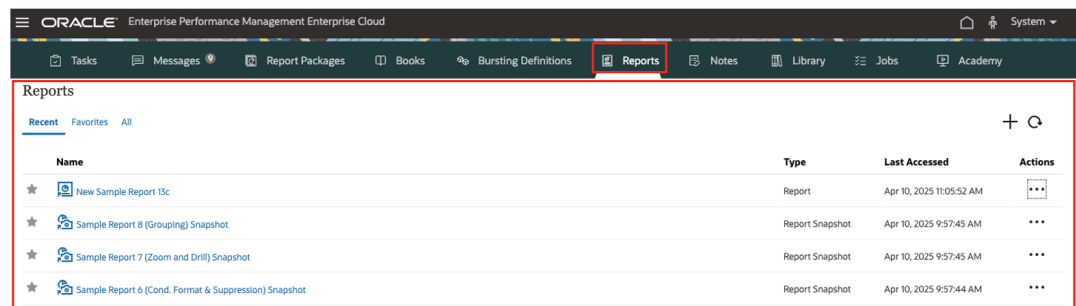 ORACLE Enterprise Performance Management Enterprise Cloud System
Tasks Messages 9 Report Packages Books Bursting Definitions Reports Notes Library Jobs Academy
Reports
Recent Favorites All
Name Type Last Accessed Actions
New Sample Report 13c Report Apr 10, 2025 11:05:52 AM
Sample Report 8 (Grouping) Snapshot Report Snapshot Apr 10, 2025 9:57:45 AM
Sample Report 7 (Zoom and Drill) Snapshot Report Snapshot Apr 10, 2025 9:57:45 AM
Sample Report 6 (Cond. Format & Suppression) Snapshot Report Snapshot Apr 10, 2025 9:57:44 AM